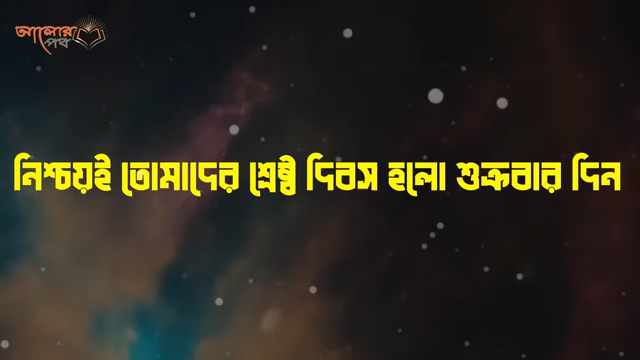 আলোর
পথ
নিশ্চয়ই তোমাদের শ্রেষ্ট দিবস হলো শুক্রবার দিন